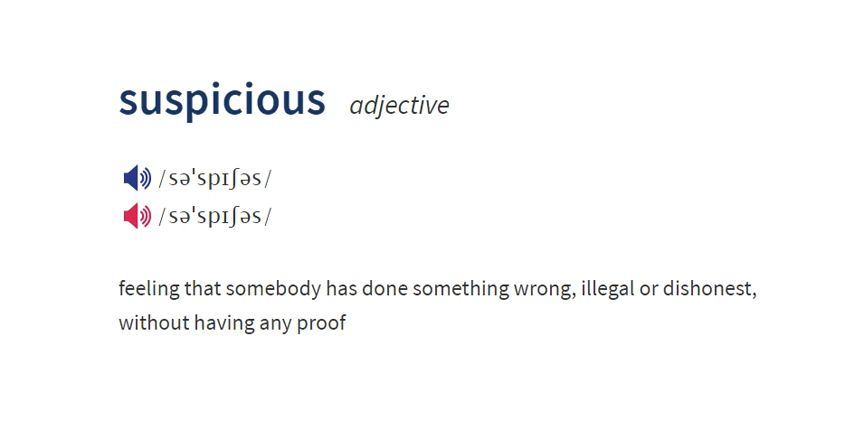 suspicious adjective
/səˈspɪʃəs/
/səˈspɪʃəs/
feeling that somebody has done something wrong, illegal or dishonest,
without having any proof